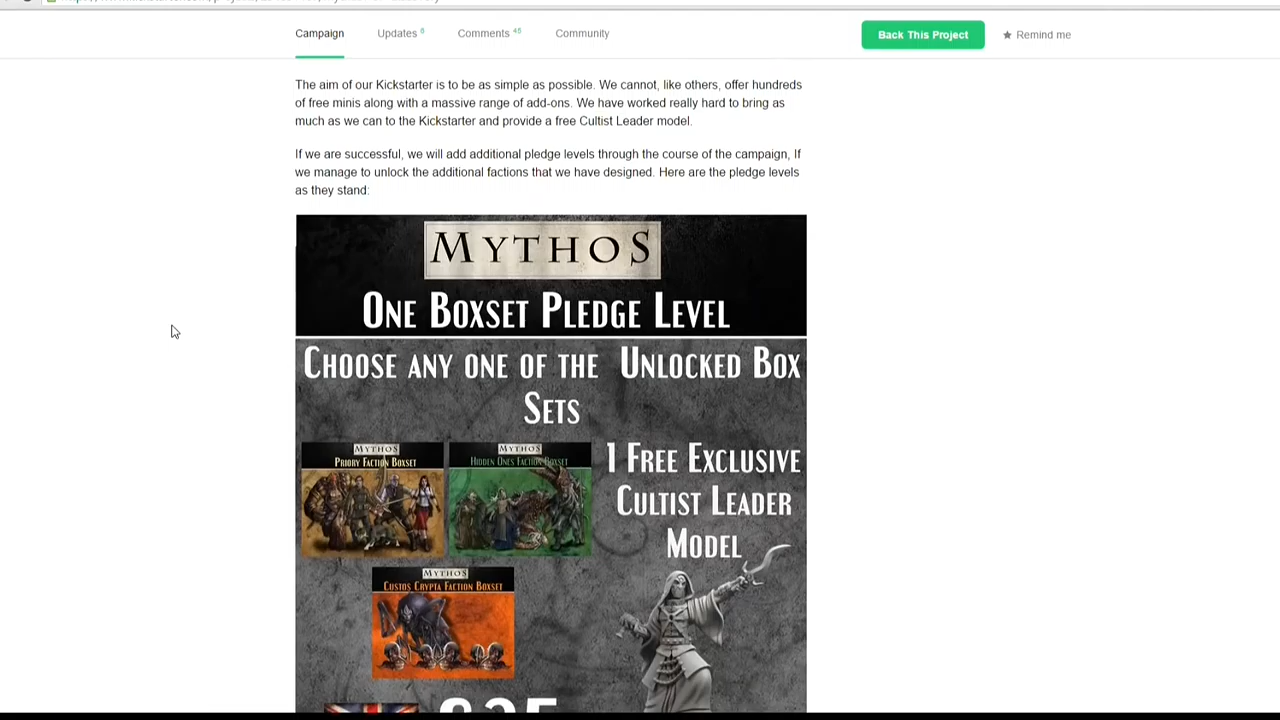 Campaign Updates 6 Comments 45 Community Back This Project Remind me
The aim of our Kickstarter is to be as simple as possible. We cannot, like others, offer hundreds
of free minis along with a massive range of add-ons. We have worked really hard to bring as
much as we can to the Kickstarter and provide a free Cultist Leader model.
If we are successful, we will add additional pledge levels through the course of the campaign, If
we manage to unlock the additional factions that we have designed. Here are the pledge levels
as they stand:
MYTHOS
ONE BOXSET PLEDGE LEVEL
CHOOSE ANY ONE OF THE UNLOCKED BOX
SETS
MYTHOS
PRIORY FACTION BOXSET
MYTHOS
HIDDEN ONES FACTION BOXSET
1 FREE EXCLUSIVE
CULTIST LEADER
MODEL
MYTHOS
CUSTOS CRYPTA FACTION BOXSET